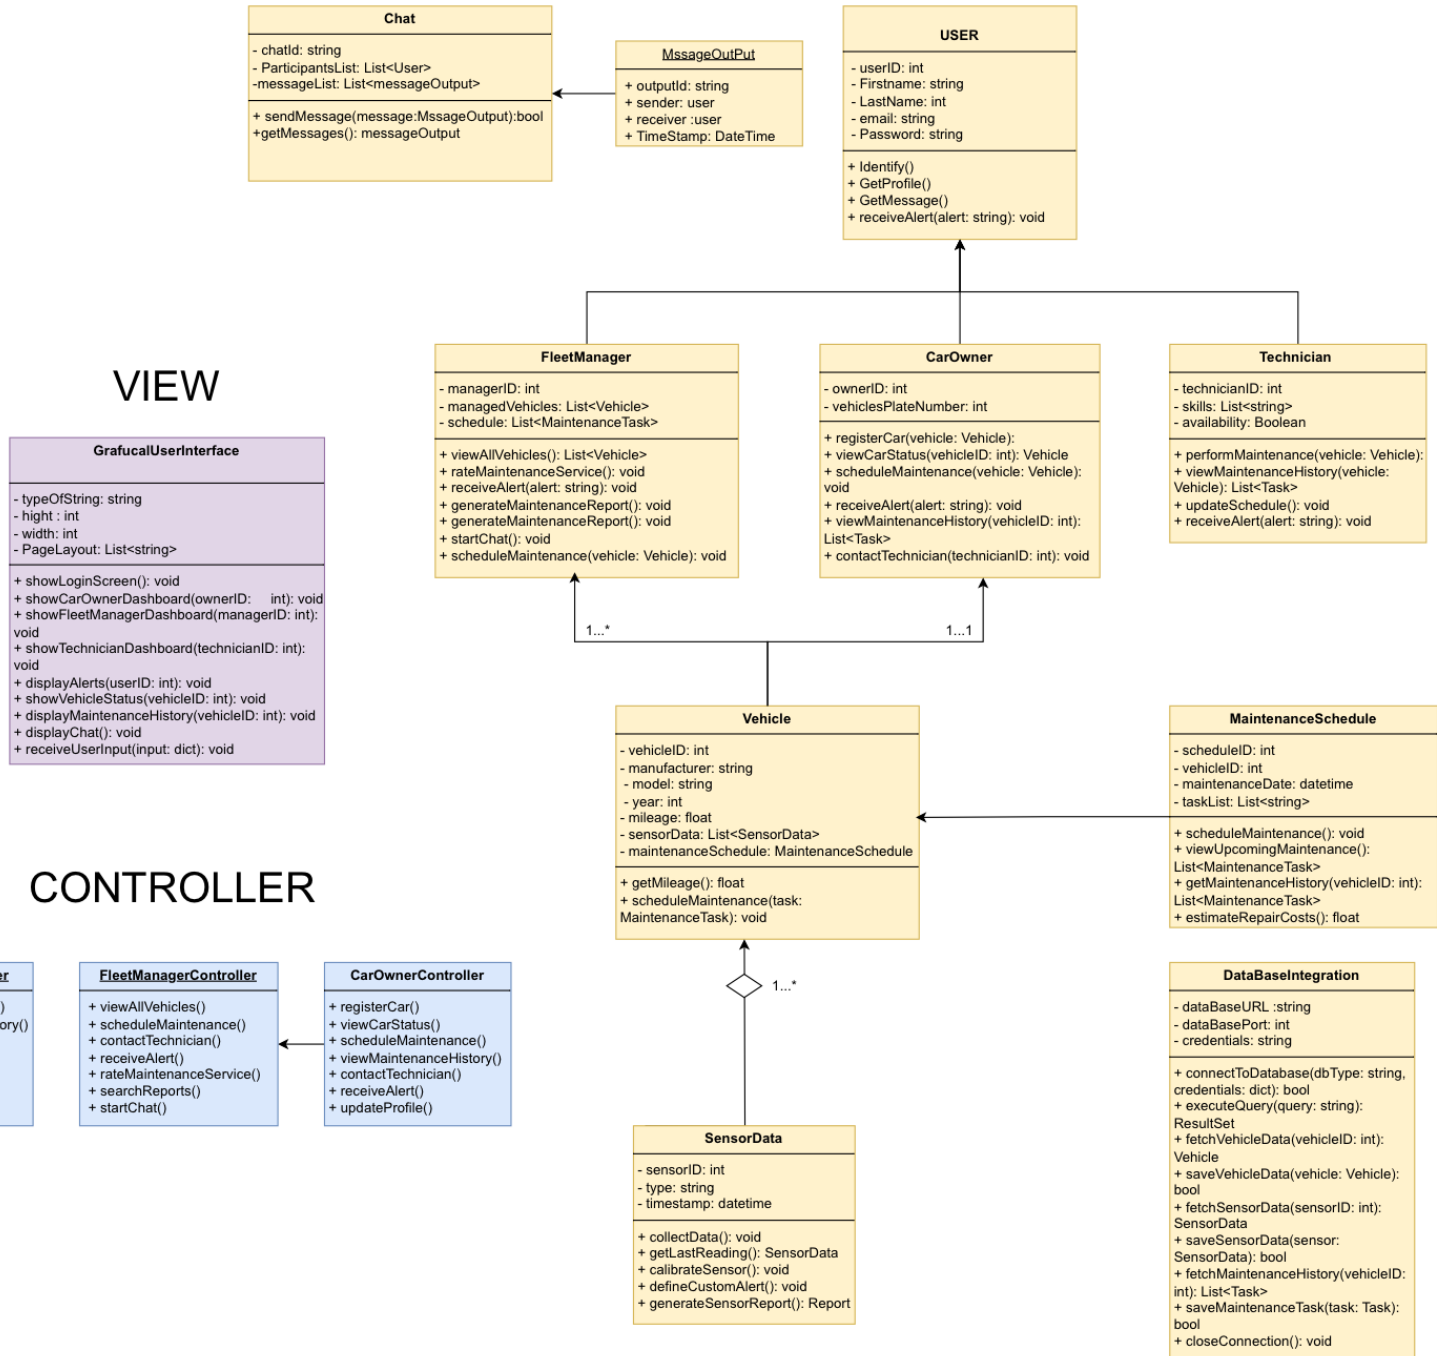 Chat
- chatId: string
- ParticipantsList: List<User>
-messageList: List<messageOutput>
+ sendMessage(message:MssageOutput):bool
+getMessages(): messageOutput
MssageOutPut
+ outputId: string
+ sender: user
+ receiver :user
+ TimeStamp: DateTime
USER
- userID: int
- Firstname: string
- LastName: int
- email: string
- Password: string
+ Identify()
+ GetProfile()
+ GetMessage()
+ receiveAlert(alert: string): void
FleetManager
- managerID: int
- managedVehicles: List<Vehicle>
- schedule: List<MaintenanceTask>
+ viewAllVehicles(): List<Vehicle>
+ rateMaintenanceService(): void
+ receiveAlert(alert: string): void
+ generateMaintenanceReport(): void
+ generateMaintenanceReport(): void
+ startChat(): void
+ scheduleMaintenance(vehicle: Vehicle): void
CarOwner
- ownerID: int
- vehiclesPlateNumber: int
+ registerCar(vehicle: Vehicle):
+ viewCarStatus(vehicleID: int): Vehicle
+ scheduleMaintenance(vehicle: Vehicle):
void
+ receiveAlert(alert: string): void
+ viewMaintenanceHistory(vehicleID: int):
List<Task>
+ contactTechnician(technicianID: int): void
Technician
- technicianID: int
- skills: List<string>
- availability: Boolean
+ performMaintenance(vehicle: Vehicle):
+ viewMaintenanceHistory(vehicle:
Vehicle): List<Task>
+ updateSchedule(): void
+ receiveAlert(alert: string): void
VIEW
GrafucalUserInterface
- typeOfString: string
- hight : int
- width: int
- PageLayout: List<string>
+ showLoginScreen(): void
+ showCarOwnerDashboard(ownerID: int): void
+ showFleetManagerDashboard(managerID: int):
void
+ showTechnicianDashboard(technicianID: int):
void
+ displayAlerts(userID: int): void
+ showVehicleStatus(vehicleID: int): void
+ displayMaintenanceHistory(vehicleID: int): void
+ displayChat(): void
+ receiveUserInput(input: dict): void
1...*
1...1
Vehicle
- vehicleID: int
- manufacturer: string
- model: string
- year: int
- mileage: float
- sensorData: List<SensorData>
- maintenanceSchedule: MaintenanceSchedule
+ getMileage(): float
+ scheduleMaintenance(task:
MaintenanceTask): void
MaintenanceSchedule
- scheduleID: int
- vehicleID: int
- maintenanceDate: datetime
- taskList: List<string>
+ scheduleMaintenance(): void
+ viewUpcomingMaintenance():
List<MaintenanceTask>
+ getMaintenanceHistory(vehicleID: int):
List<MaintenanceTask>
+ estimateRepairCosts(): float
CONTROLLER
er
)
ory()
FleetManagerController
+ viewAllVehicles()
+ scheduleMaintenance()
+ contactTechnician()
+ receiveAlert()
+ rateMaintenanceService()
+ searchReports()
+ startChat()
CarOwnerController
+ registerCar()
+ viewCarStatus()
+ scheduleMaintenance()
+ viewMaintenanceHistory()
+ contactTechnician()
+ receiveAlert()
+ updateProfile()
1...*
SensorData
- sensorID: int
- type: string
- timestamp: datetime
+ collectData(): void
+ getLastReading(): SensorData
+ calibrateSensor(): void
+ defineCustomAlert(): void
+ generateSensorReport(): Report
DataBaseIntegration
- dataBaseURL :string
- dataBasePort: int
- credentials: string
+ connectToDatabase(dbType: string,
credentials: dict): bool
+ executeQuery(query: string):
ResultSet
+ fetchVehicleData(vehicleID: int):
Vehicle
+ saveVehicleData(vehicle: Vehicle):
bool
+ fetchSensorData(sensorID: int):
SensorData
+ saveSensorData(sensor:
SensorData): bool
+ fetchMaintenanceHistory(vehicleID:
int): List<Task>
+ saveMaintenanceTask(task: Task):
bool
+ closeConnection(): void